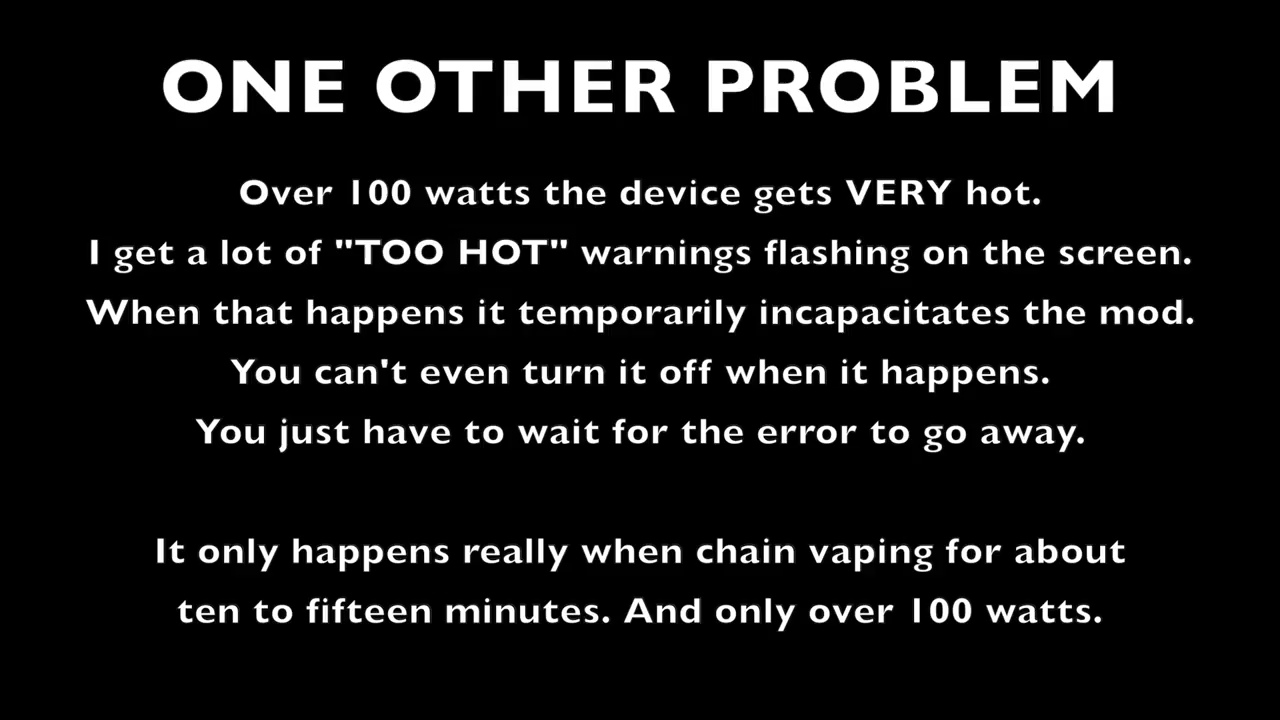 ONE OTHER PROBLEM
Over 100 watts the device gets VERY hot.
I get a lot of "TOO HOT" warnings flashing on the screen.
When that happens it temporarily incapacitates the mod.
You can't even turn it off when it happens.
You just have to wait for the error to go away.
It only happens really when chain vaping for about
ten to fifteen minutes. And only over 100 watts.